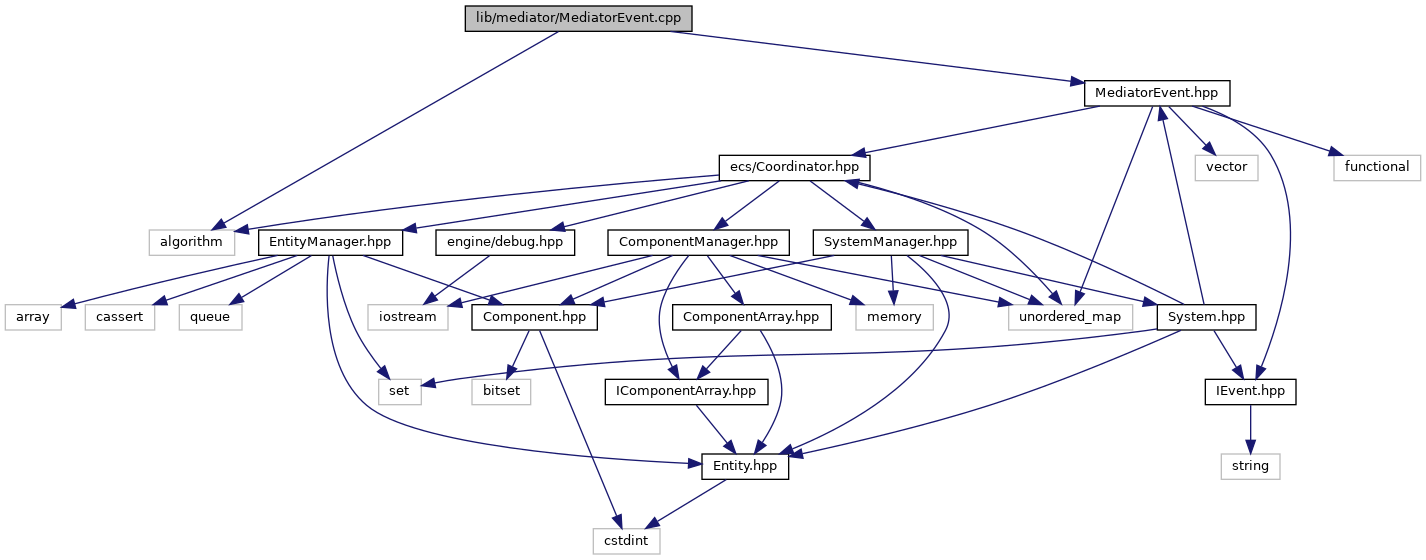 lib/mediator/MediatorEvent.cpp
MediatorEvent.hpp
ecs/Coordinator.hpp
vector
functional
algorithm
EntityManager.hpp
engine/debug.hpp
ComponentManager.hpp
SystemManager.hpp
array
cassert
queue
iostream
Component.hpp
ComponentArray.hpp
memory
unordered_map
System.hpp
set
bitset
IComponentArray.hpp
IEvent.hpp
Entity.hpp
string
cstdint